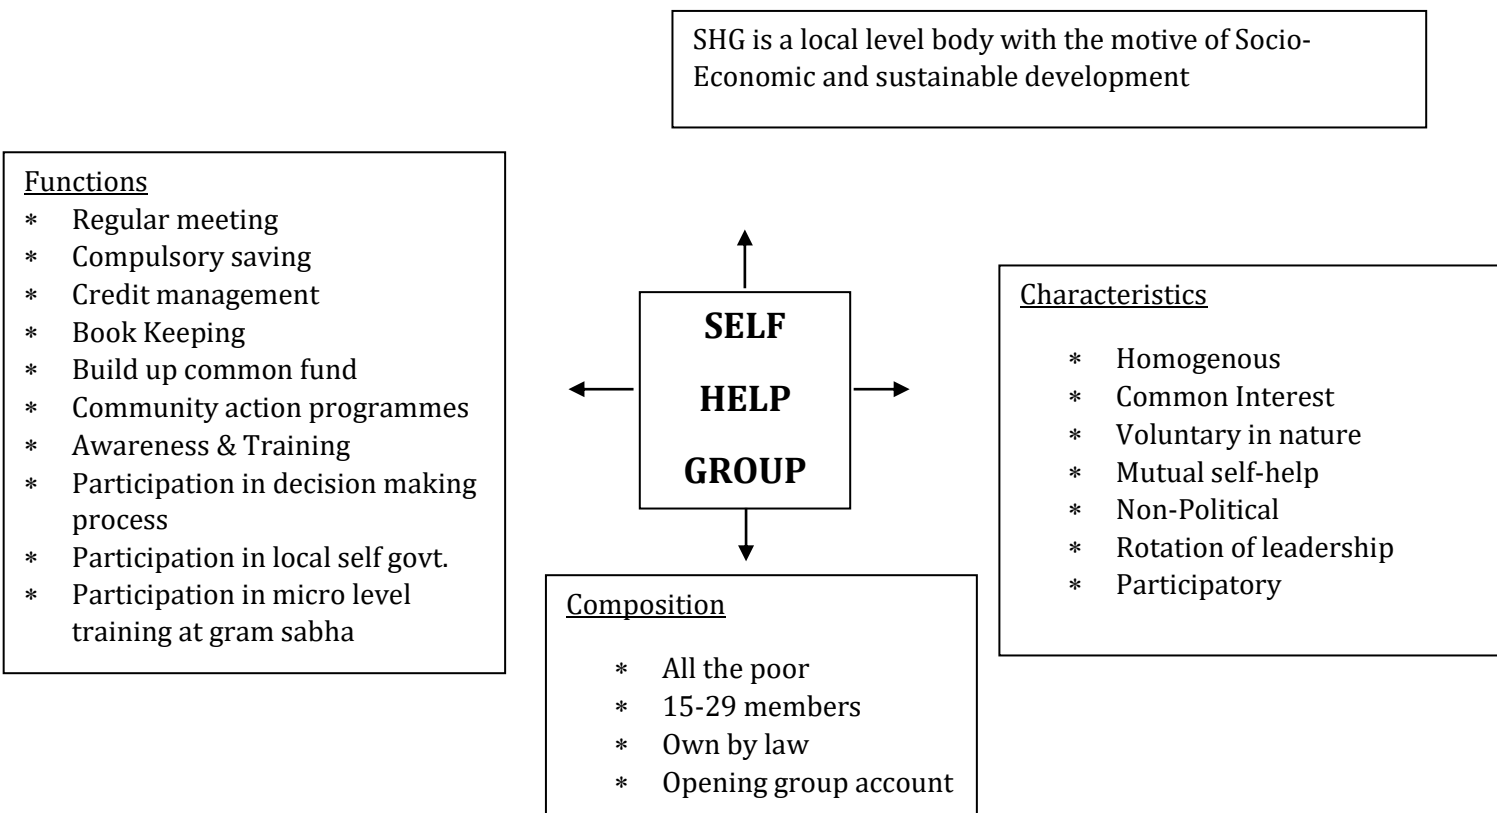 SHG is a local level body with the motive of Socio-
Economic and sustainable development
Functions
* Regular meeting
* Compulsory saving
* Credit management
* Book Keeping
* Build up common fund
* Community action programmes
* Awareness & Training
* Participation in decision making
process
* Participation in local self govt.
* Participation in micro level
training at gram sabha
SELF
HELP
GROUP
Characteristics
* Homogenous
* Common Interest
* Voluntary in nature
* Mutual self-help
* Non-Political
* Rotation of leadership
* Participatory
Composition
* All the poor
* 15-29 members
* Own by law
* Opening group account